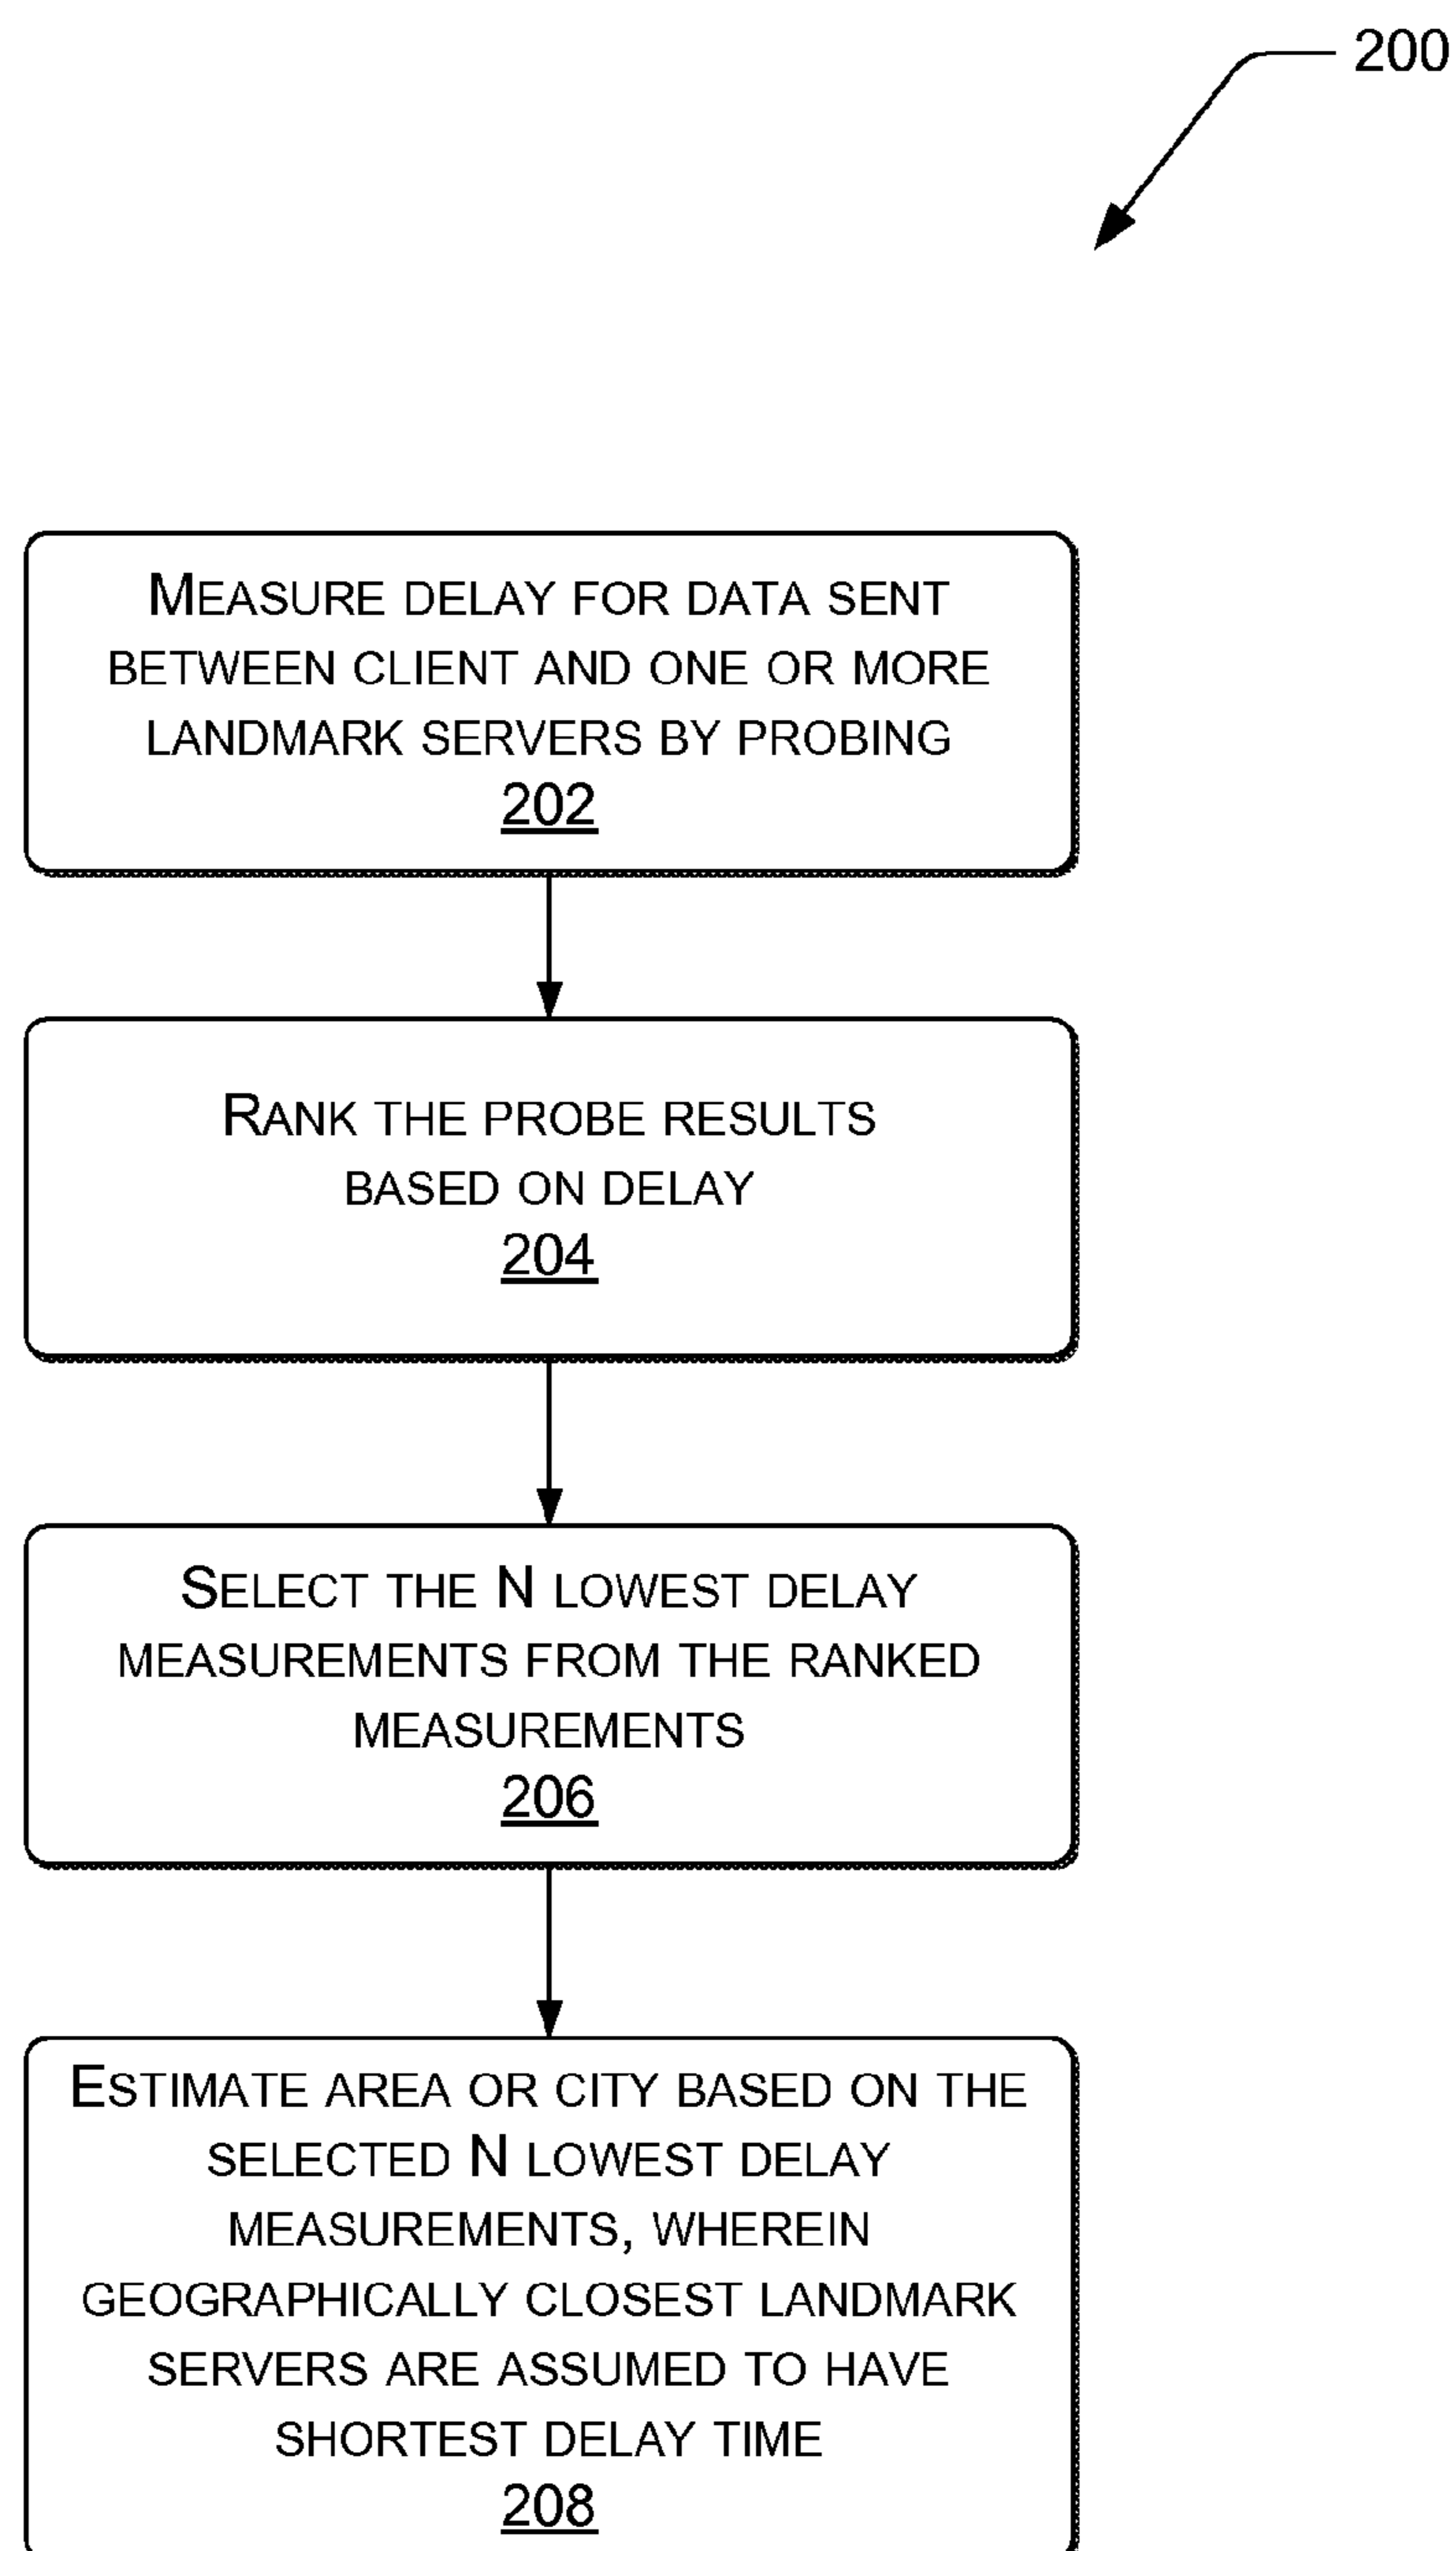 200
MEASURE DELAY FOR DATA SENT
BETWEEN CLIENT AND ONE OR MORE
LANDMARK SERVERS BY PROBING
202
RANK THE PROBE RESULTS
BASED ON DELAY
204
SELECT THE N LOWEST DELAY
MEASUREMENTS FROM THE RANKED
MEASUREMENTS
206
ESTIMATE AREA OR CITY BASED ON THE
SELECTED N LOWEST DELAY
MEASUREMENTS, WHEREIN
GEOGRAPHICALLY CLOSEST LANDMARK
SERVERS ARE ASSUMED TO HAVE
SHORTEST DELAY TIME
208